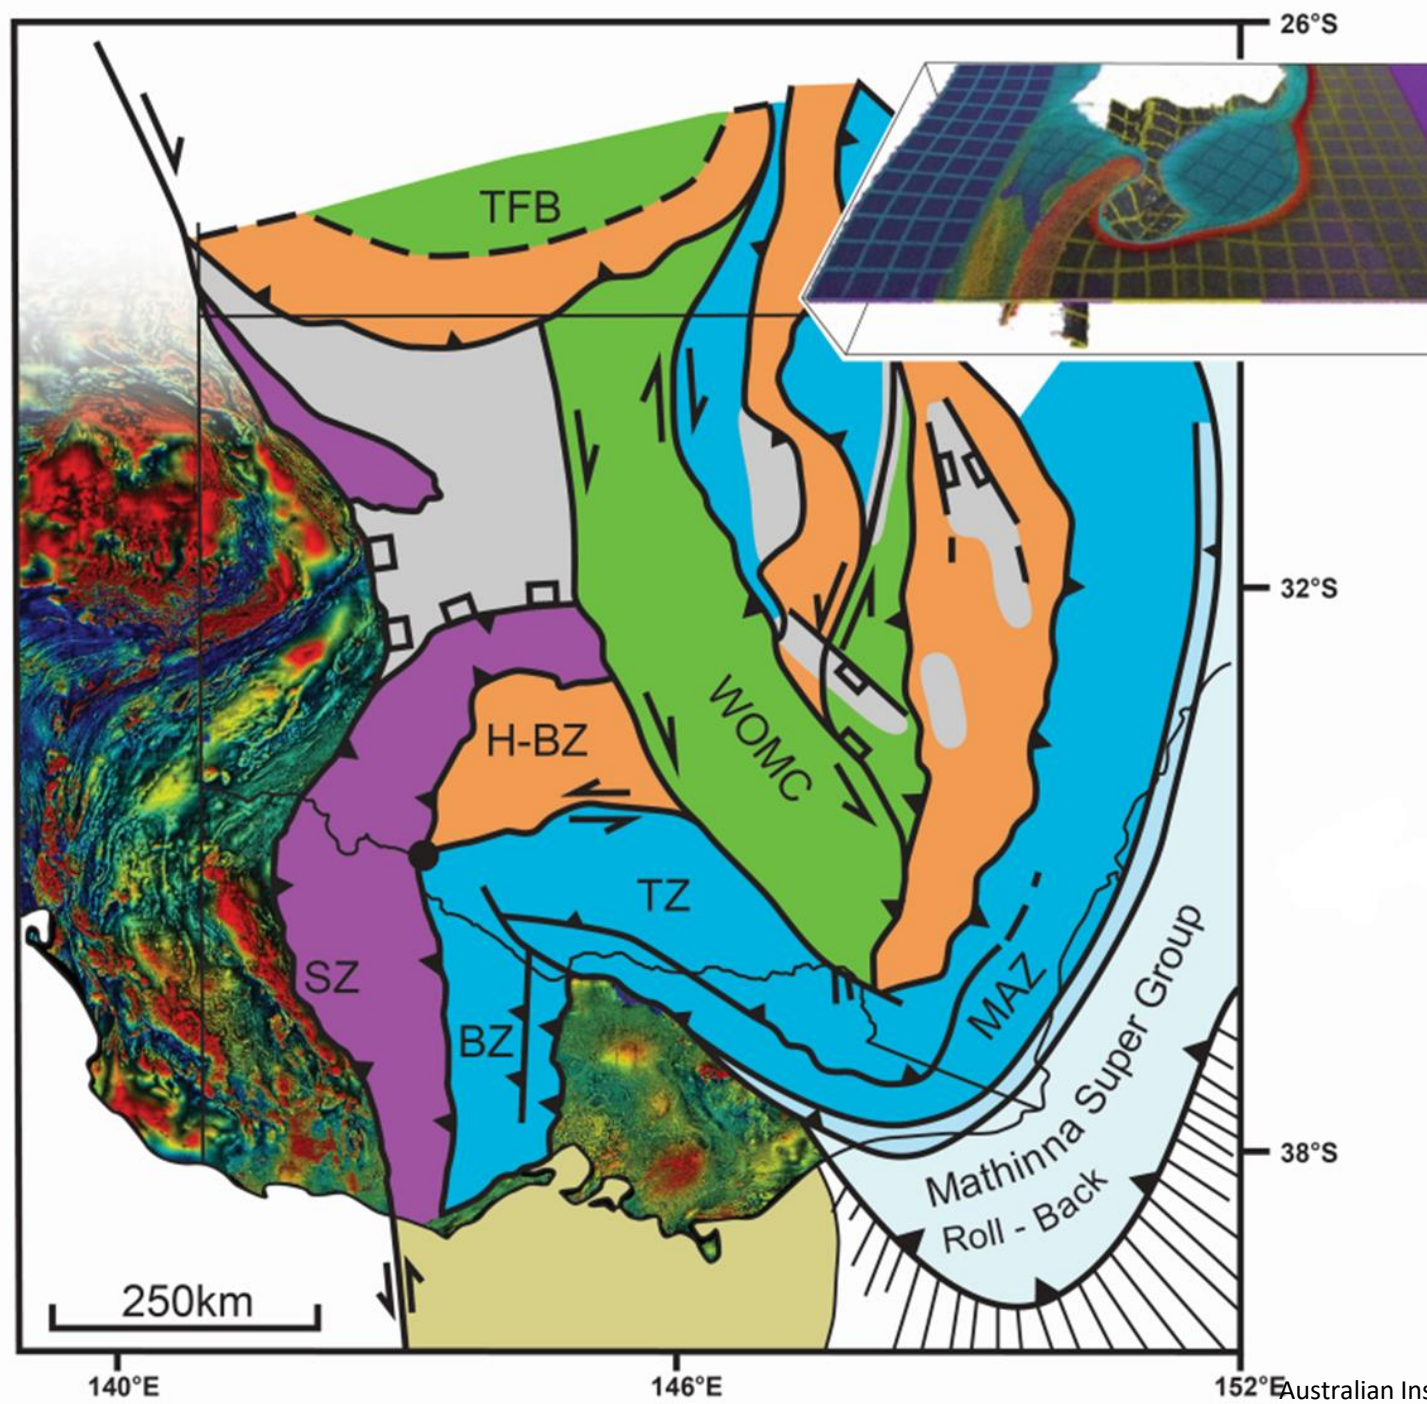 26°S
TFB
32°S
WOMC
H-BZ
TZ
SZ
BZ
MAZ
Mathinna Super Group
38°S
Roll - Back
250km
140°E
146°E
152°E
Australian Ins